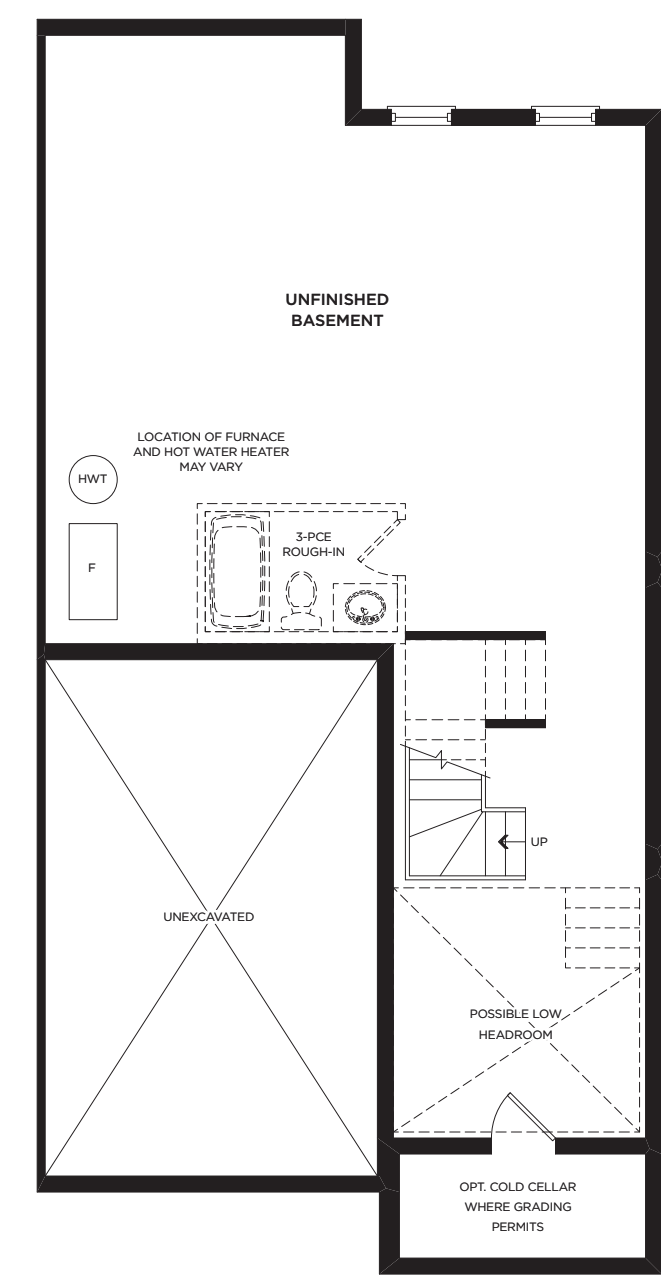 UNFINISHED
BASEMENT
LOCATION OF FURNACE
AND HOT WATER HEATER
MAY VARY
HWT
3-PCE
ROUGH-IN
F
UP
UNEXCAVATED
POSSIBLE LOW
HEADROOM
OPT. COLD CELLAR
WHERE GRADING
PERMITS